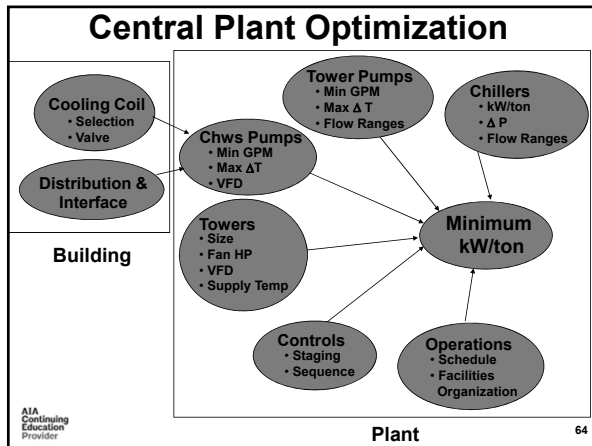 Central Plant Optimization
Cooling Coil
• Selection
• Valve
Distribution &
Interface
Building
Chws Pumps
• Min GPM
• Max ΔT
• VFD
Tower Pumps
• Min GPM
• Max Δ T
• Flow Ranges
Chillers
• kW/ton
• Δ P
• Flow Ranges
Towers
• Size
• Fan HP
• VFD
• Supply Temp
Minimum
kW/ton
Controls
• Staging
• Sequence
Operations
• Schedule
• Facilities
Organization
Plant
AIA
Continuing
Education
Provider
64